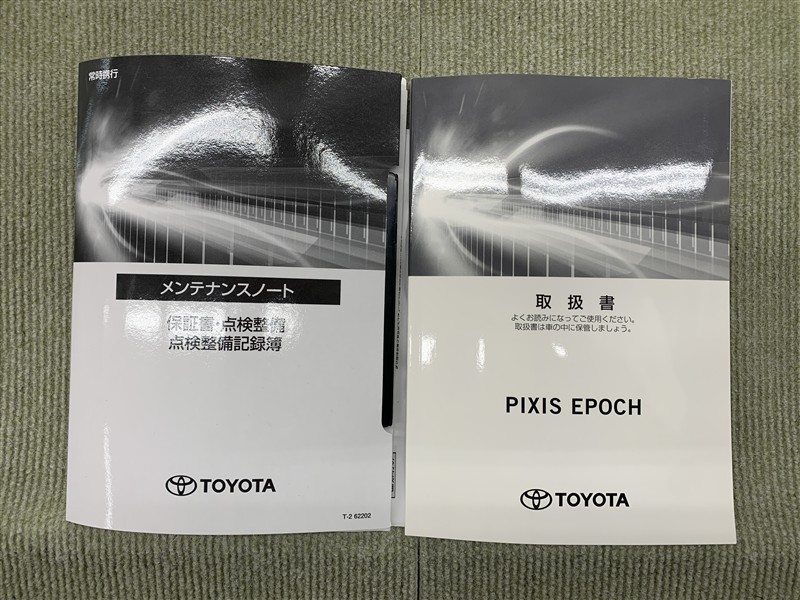 常時携行
メンテナンスノート
保証書・点検整備
点検整備記録簿
TOYOTA
T-2 62202
取扱書
よくお読みになってご使用ください。
取扱書は車の中に保管しましょう。
PIXIS EPOCH
TOYOTA